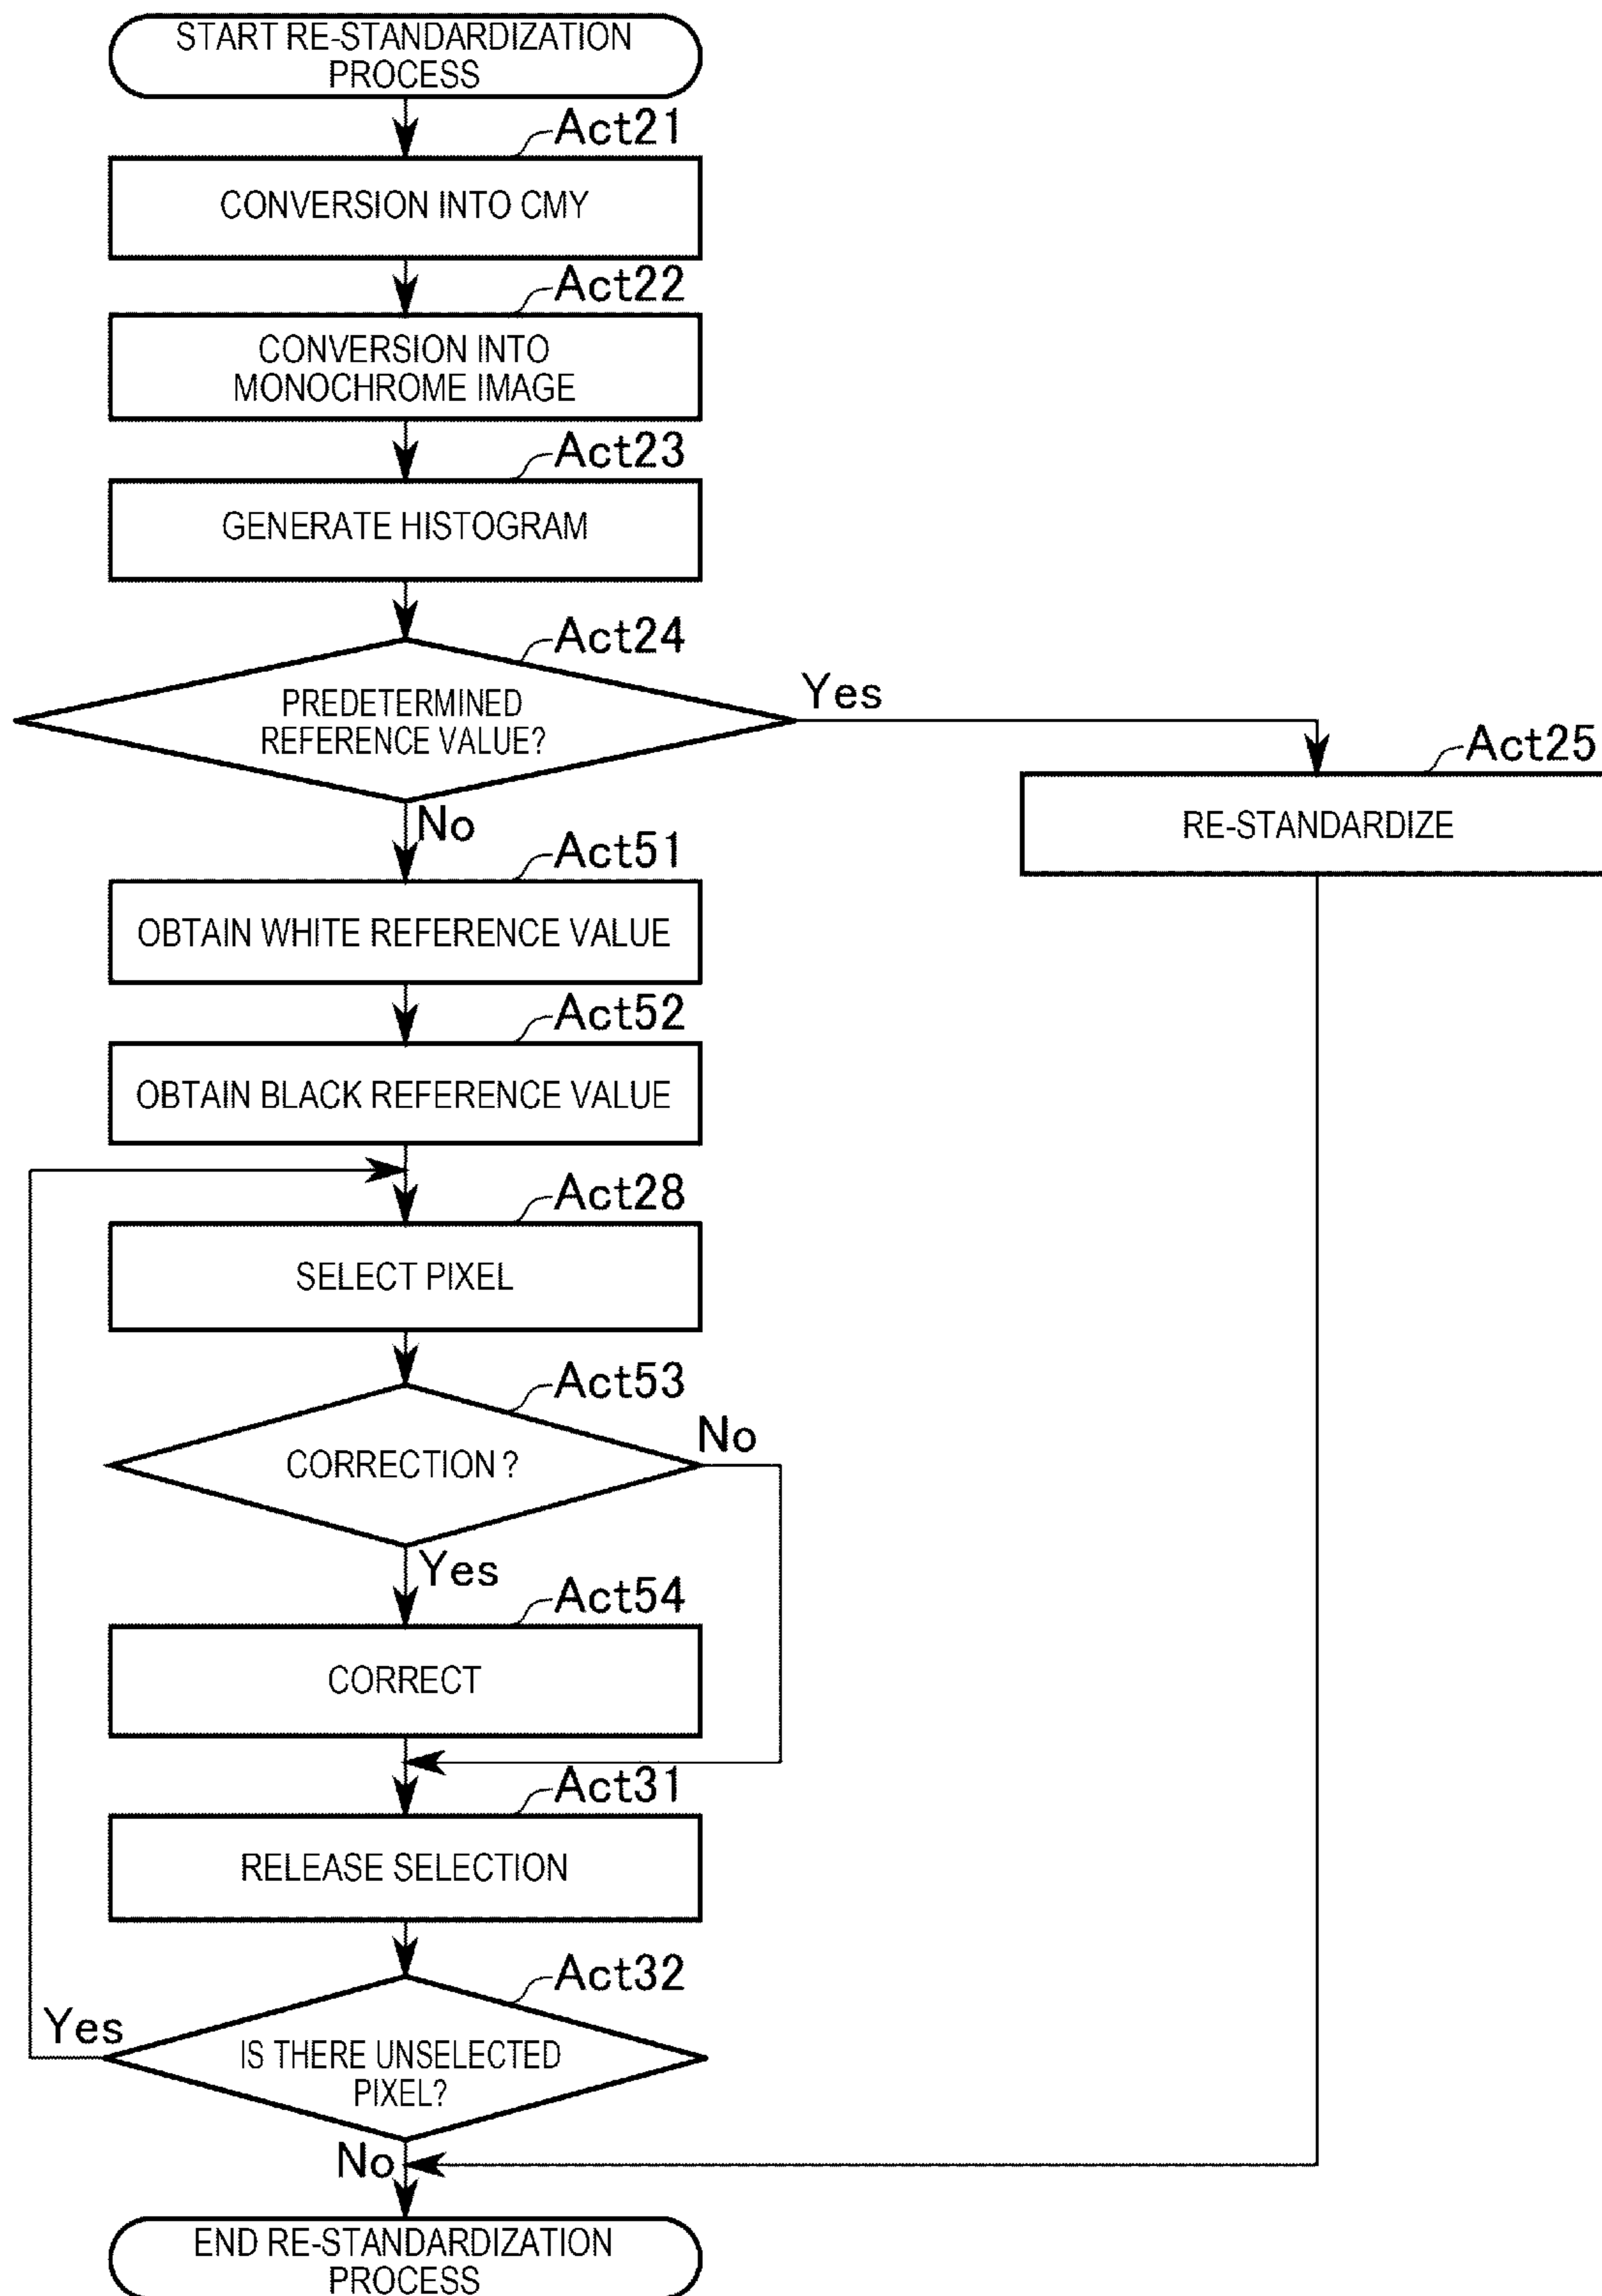 START RE-STANDARDIZATION
PROCESS
Act21
CONVERSION INTO CMY
Act22
CONVERSION INTO
MONOCHROME IMAGE
Act23
GENERATE HISTOGRAM
Act24
PREDETERMINED
REFERENCE VALUE?
Yes
Act25
RE-STANDARDIZE
No
Act51
OBTAIN WHITE REFERENCE VALUE
Act52
OBTAIN BLACK REFERENCE VALUE
Act28
SELECT PIXEL
Act53
CORRECTION ?
No
Yes
Act54
CORRECT
Act31
RELEASE SELECTION
Act32
Yes
IS THERE UNSELECTED
PIXEL?
No
END RE-STANDARDIZATION
PROCESS